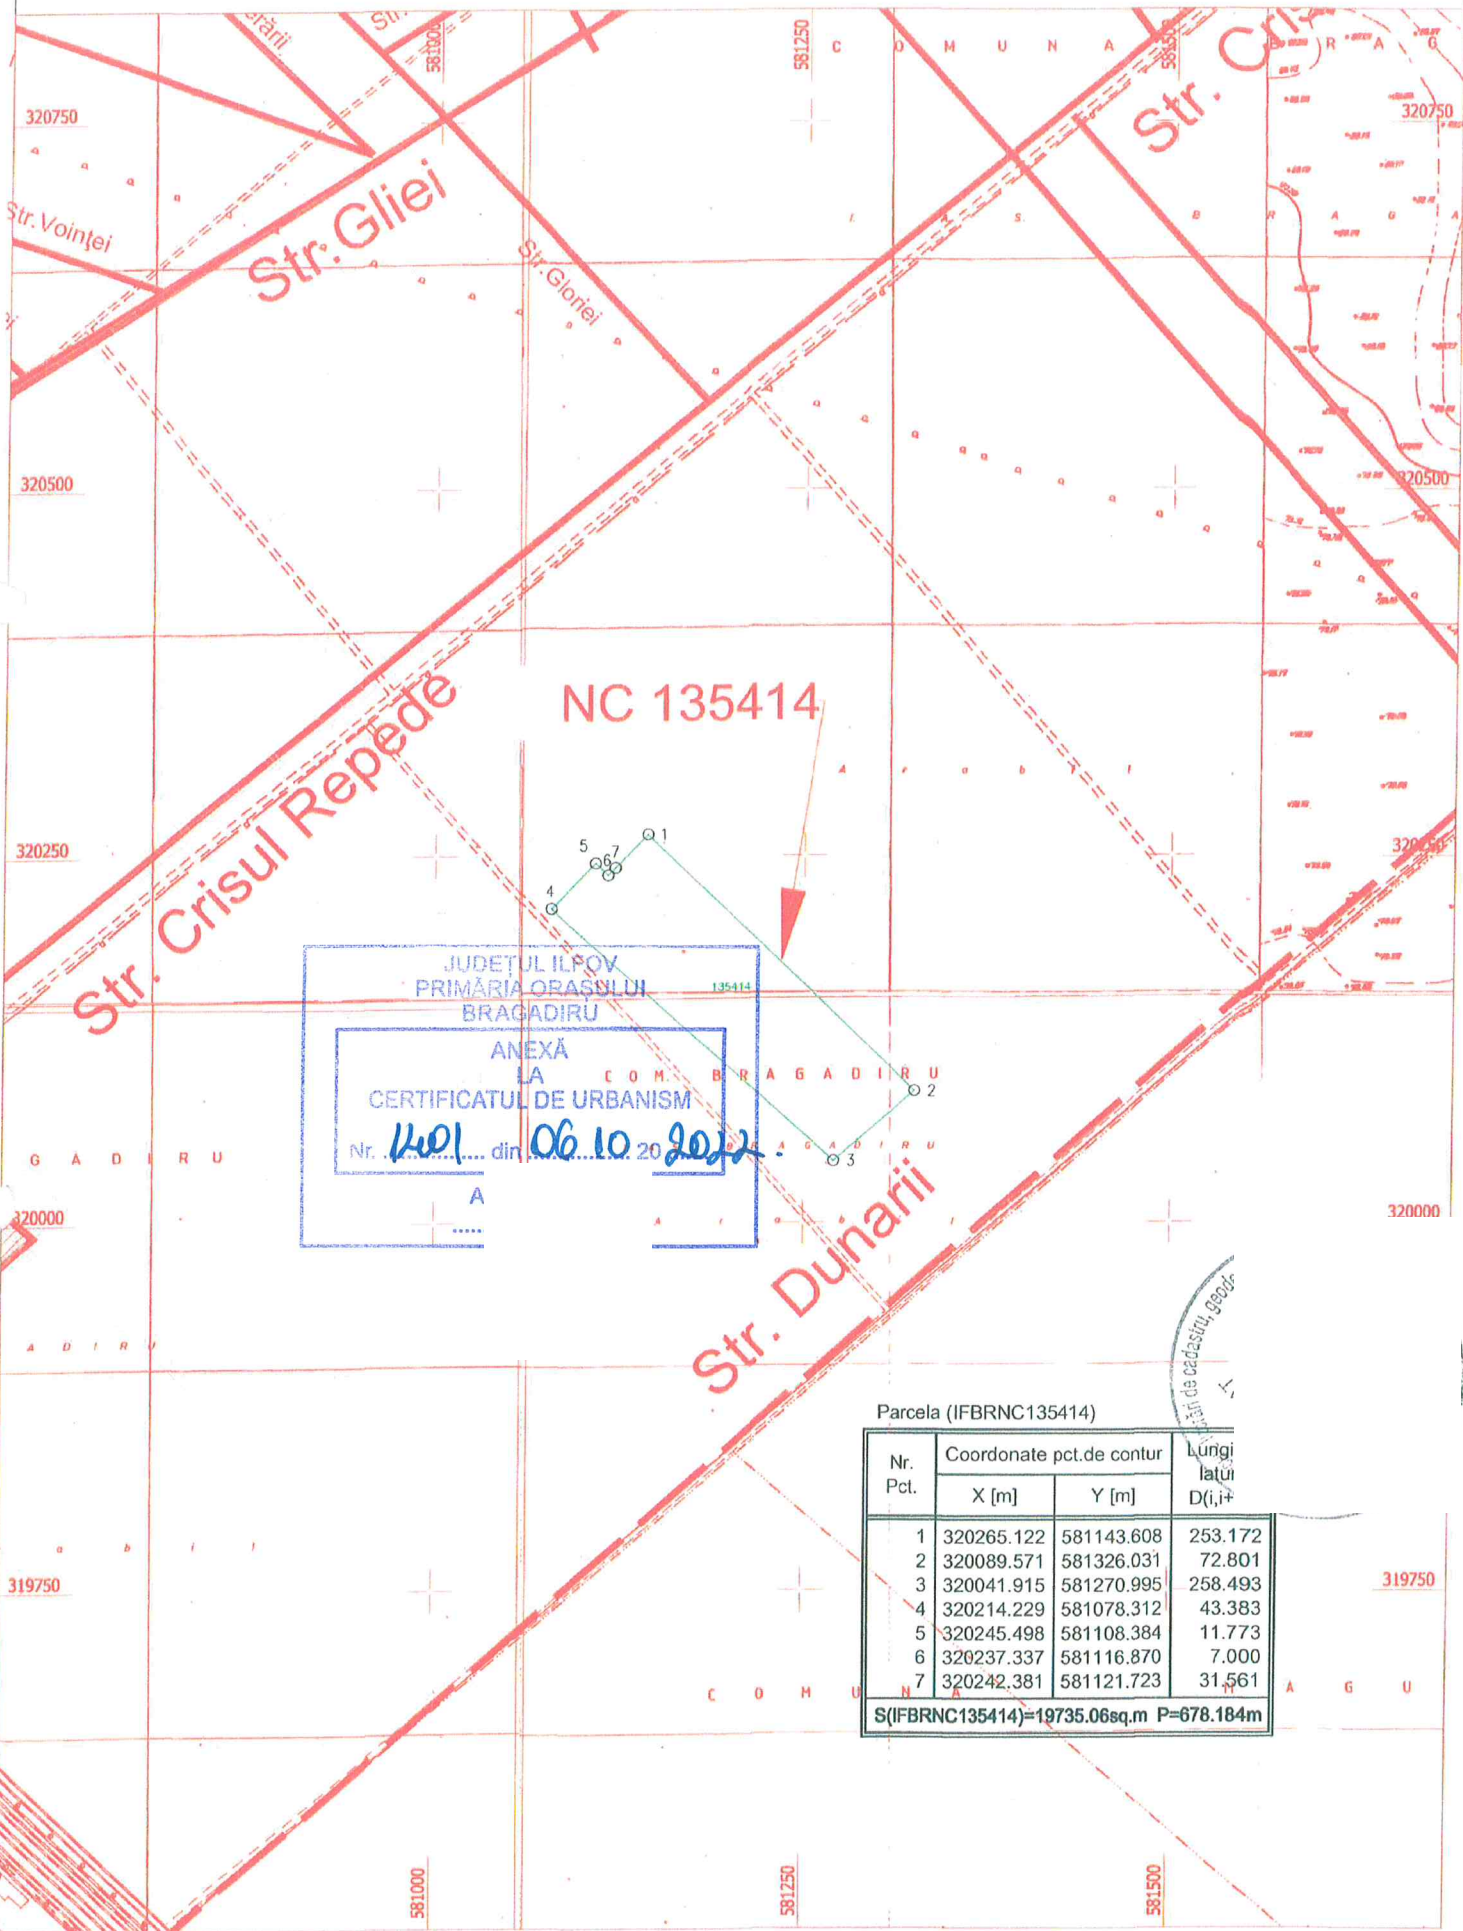 581000
581250
581500
C O M U N A
B R A G
Str. Cris
320750
320750
Str.Voinţei
Str.Gliei
Str.Gloriei
I. A S.
B R A G A
320500
320500
NC 135414
Str. Crisul Repede
A r a b i l
320250
320250
1
5
6
7
4
JUDEŢUL ILFOV
PRIMĂRIA ORAŞULUI
BRAGADIRU
135414
ANEXĂ
LA
CERTIFICATUL DE URBANISM
Nr. 1401 din 06 10 20 2022.
A
C O M. B R A G A D I R U
2
3
G A D I R U
A r a b i l
320000
320000
Str. Dunarii
A D I R U
a b i l
Parcela (IFBRNC135414)
Nr. Pct. Coordonate pct.de contur Lungi
latur
X [m] Y [m] D(i,i+
1 320265.122 581143.608 253.172
2 320089.571 581326.031 72.801
3 320041.915 581270.995 258.493
4 320214.229 581078.312 43.383
5 320245.498 581108.384 11.773
6 320237.337 581116.870 7.000
7 320242.381 581121.723 31.561
S(IFBRNC135414)=19735.06sq.m P=678.184m
319750
319750
C O M U N A
M A G U
581000
581250
581500